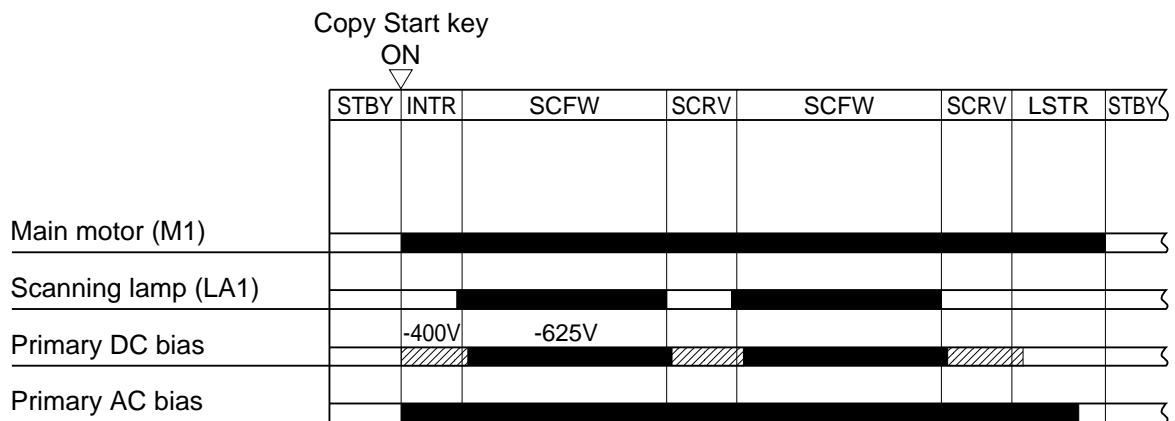 Copy Start key
ON
STBY INTR SCFW SCRV SCFW SCRV LSTR STBY
Main motor (M1)
Scanning lamp (LA1)
-400V -625V
Primary DC bias
Primary AC bias